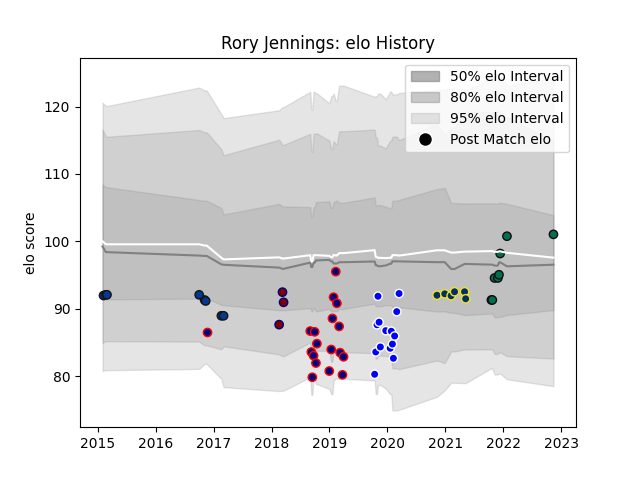 Rory Jennings: elo History
50% elo Interval
80% elo Interval
95% elo Interval
Post Match elo
elo score
120
110
100
90
80
2015 2016 2017 2018 2019 2020 2021 2022 2023